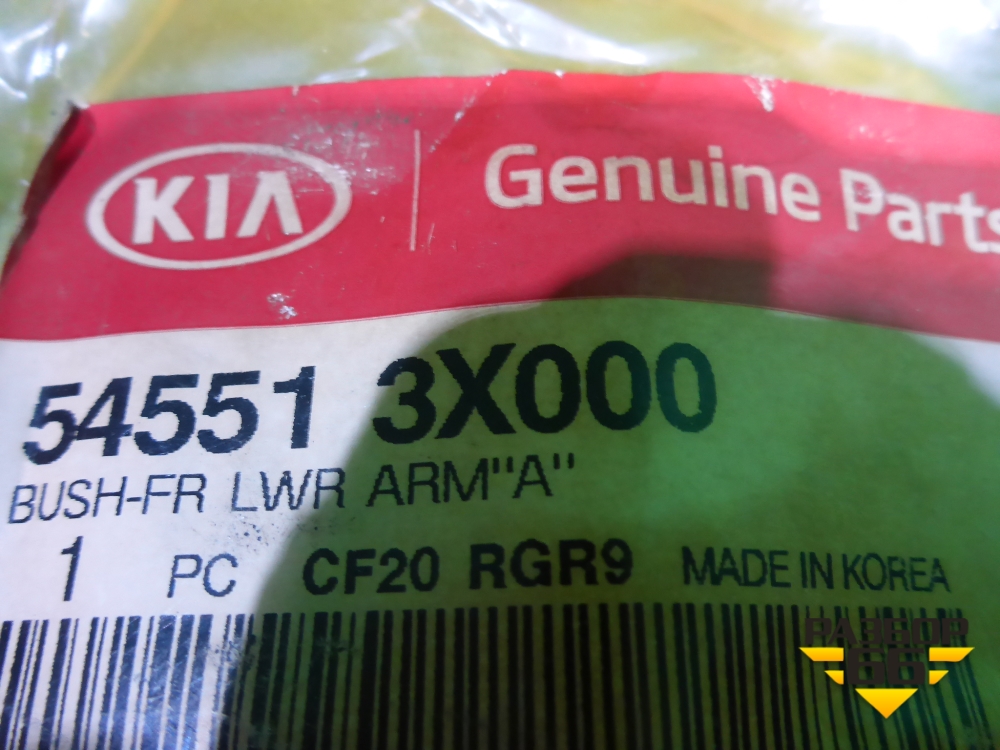 KIA
Genuine Parts
54551 3X000
BUSH-FR LWR ARM"A"
1 PC CF20 RGR9 MADE IN KOREA
РАЗБОР
66